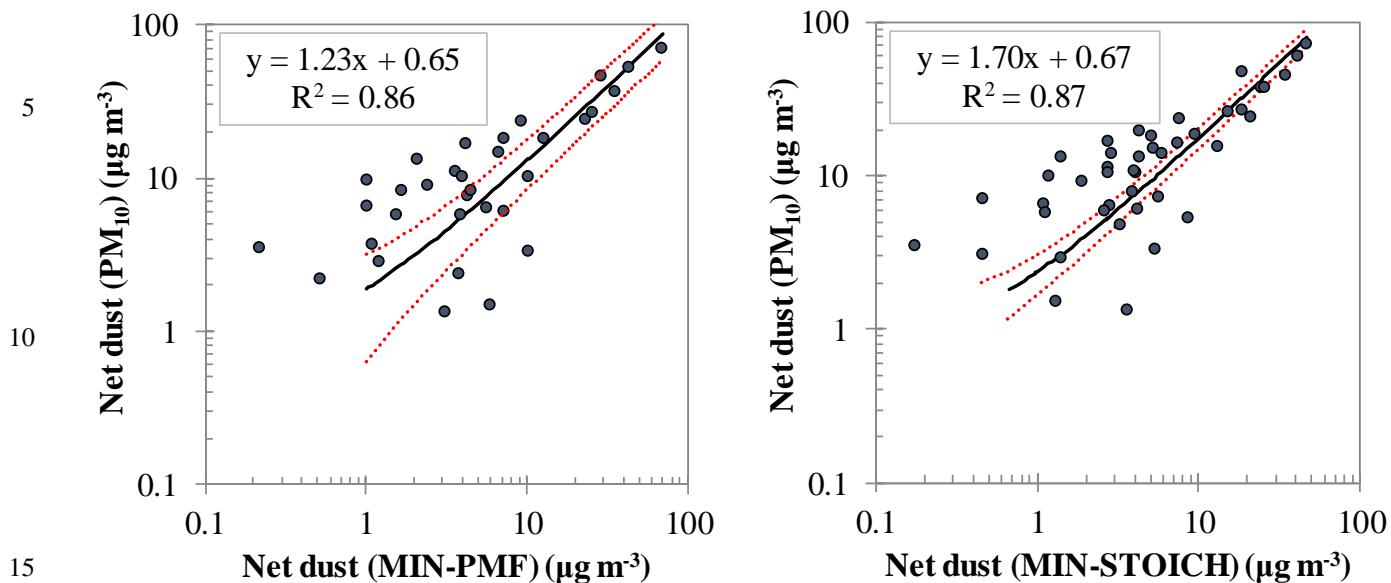 5
10
15
Net dust (PM₁₀) (µg m⁻³)
100
10
1
0.1
y = 1.23x + 0.65
R² = 0.86
0.1 1 10 100
Net dust (MIN-PMF) (µg m⁻³)
Net dust (PM₁₀) (µg m⁻³)
100
10
1
0.1
y = 1.70x + 0.67
R² = 0.87
0.1 1 10 100
Net dust (MIN-STOICH) (µg m⁻³)